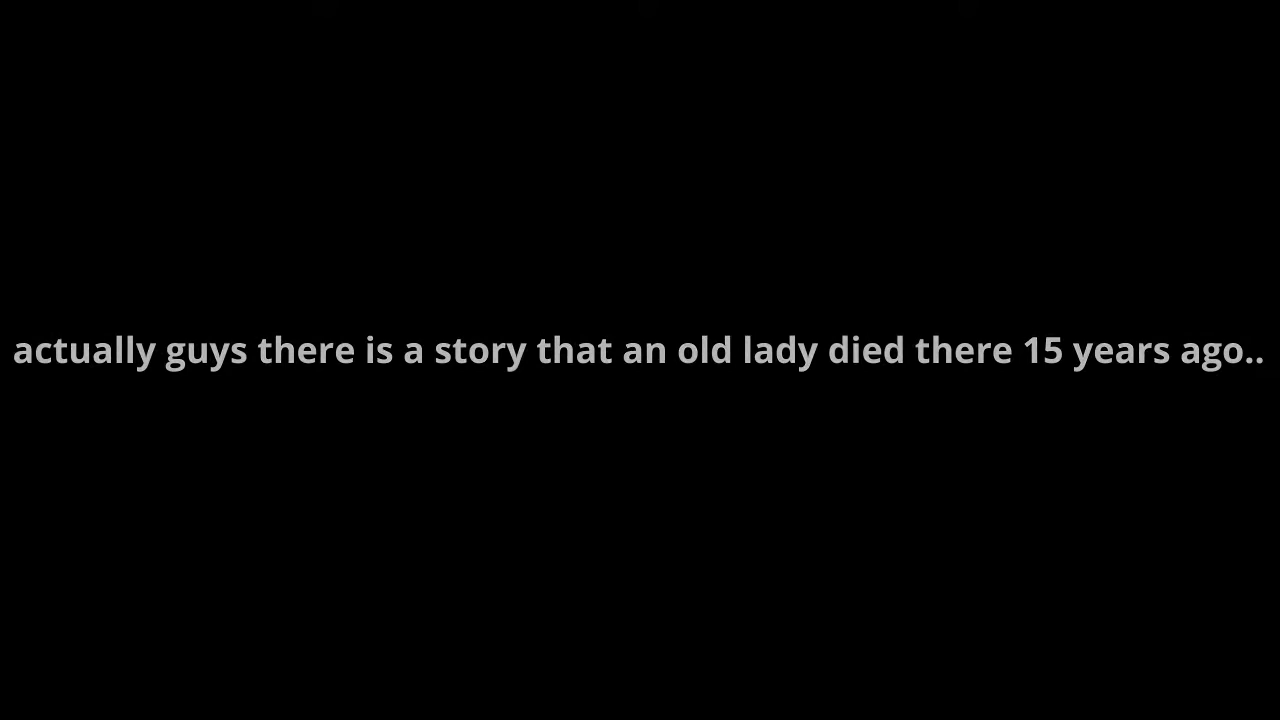 actually guys there is a story that an old lady died there 15 years ago..